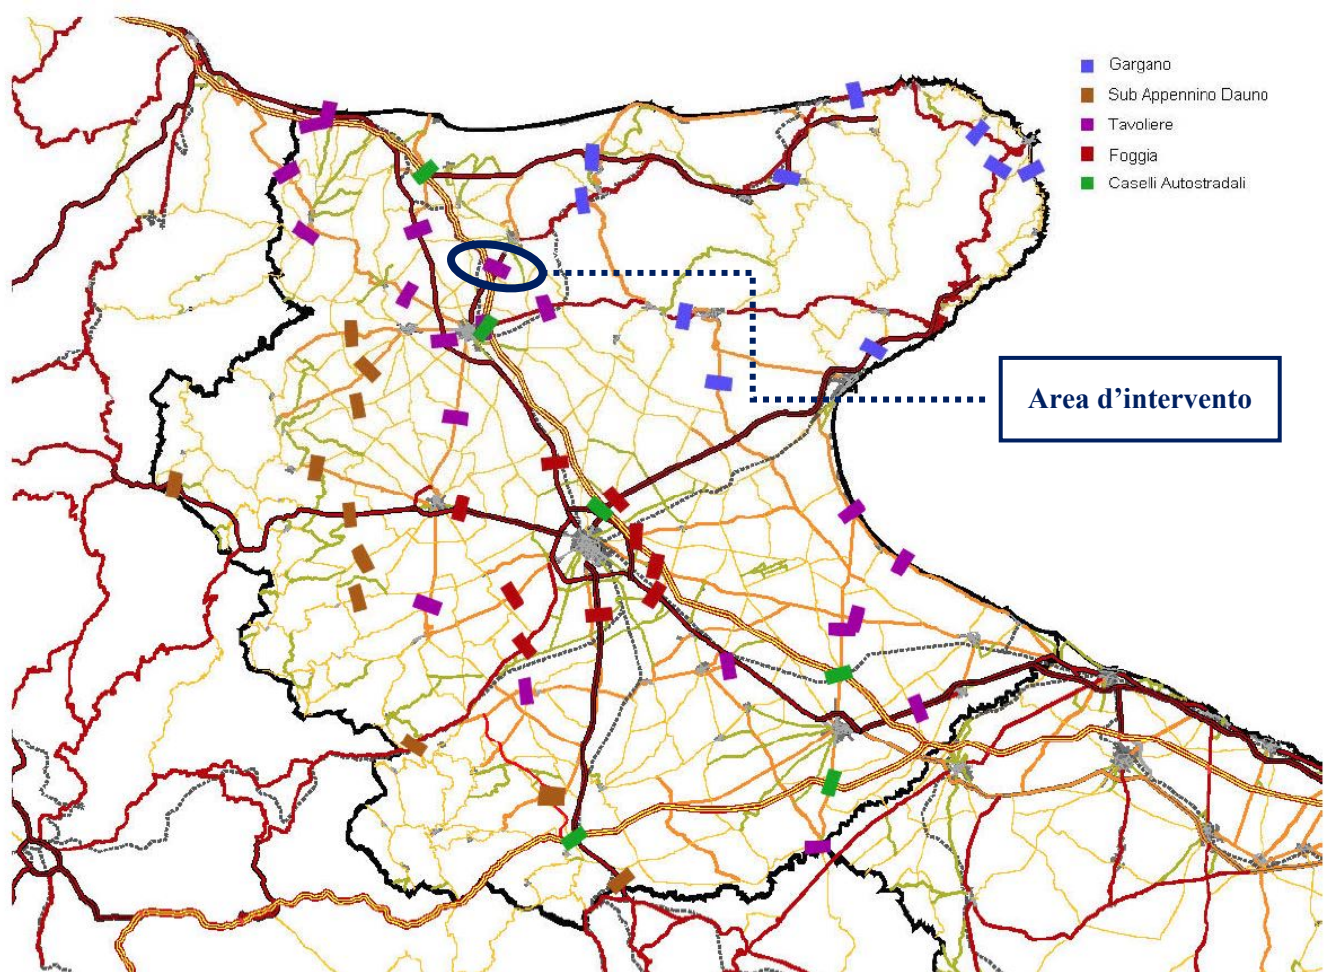 Gargano
Sub Appennino Dauno
Tavoliere
Foggia
Caselli Autostradali
Area d’intervento